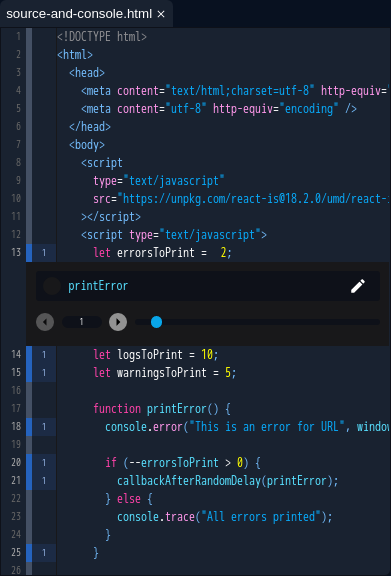 source-and-console.html ×
1 <!DOCTYPE html>
2 <html>
3 <head>
4 <meta content="text/html;charset=utf-8" http-equiv=
5 <meta content="utf-8" http-equiv="encoding" />
6 </head>
7 <body>
8 <script
9 type="text/javascript"
10 src="https://unpkg.com/react-is@18.2.0/umd/react-
11 ></script>
12 <script type="text/javascript">
13 1 let errorsToPrint = 2;
printError
1
14 1 let logsToPrint = 10;
15 1 let warningsToPrint = 5;
16
17 function printError() {
18 1 console.error("This is an error for URL", window
19
20 1 if (--errorsToPrint > 0) {
21 1 callbackAfterRandomDelay(printError);
22 } else {
23 console.trace("All errors printed");
24 }
25 1 }
26